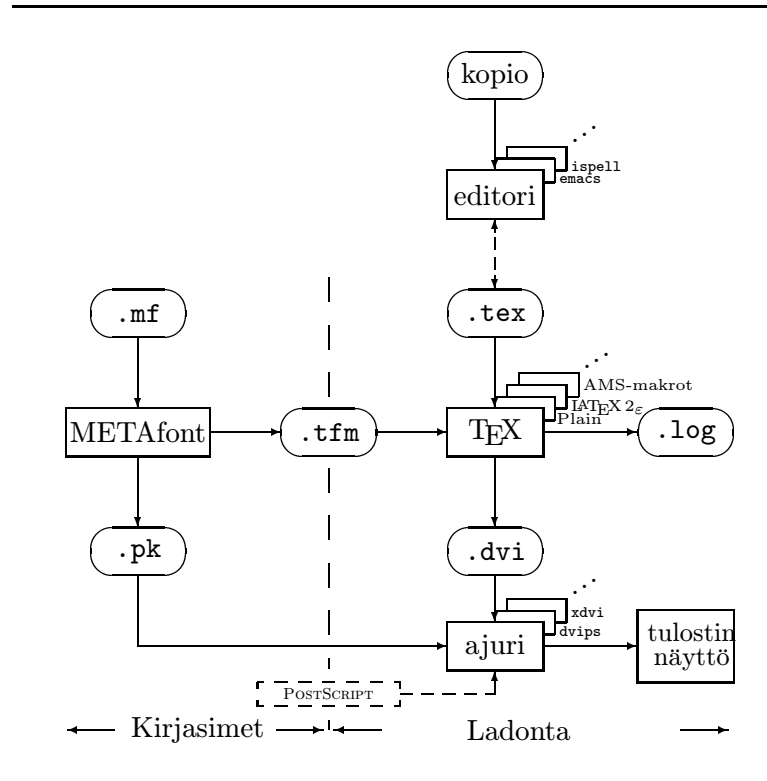 kopio
ispell
emacs
editori
.mf
.tex
AMS-makrot
LATEX 2ε
Plain
METAfont
.tfm
TEX
.log
.pk
.dvi
xdvi
dvips
ajuri
tulostin
näyttö
POSTSCRIPT
Kirjasimet
Ladonta